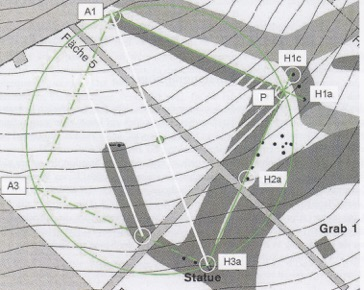 A1
Fläche 5
H1c
P
H1a
A3
H2a
H3a
Statue
Grab 1